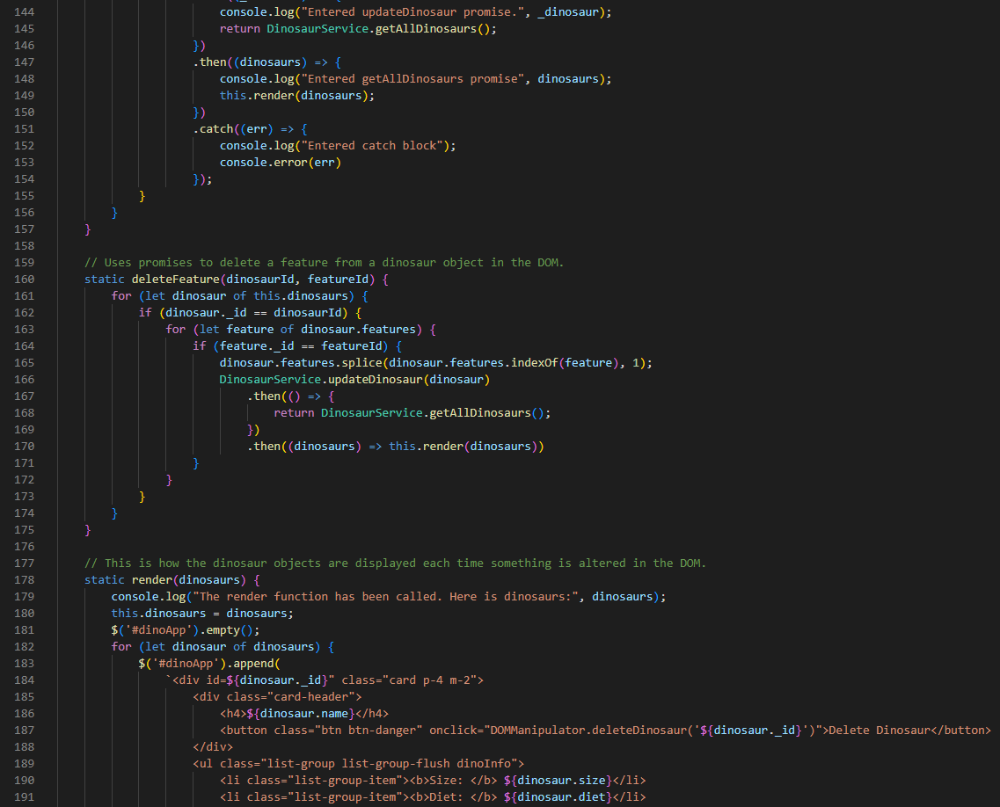 144 console.log("Entered updateDinosaur promise.", _dinosaur);
145 return DinosaurService.getAllDinosaurs();
146 })
147 .then((dinosaurs) => {
148 console.log("Entered getAllDinosaurs promise", dinosaurs);
149 this.render(dinosaurs);
150 })
151 .catch((err) => {
152 console.log("Entered catch block");
153 console.error(err)
154 });
155 }
156 }
157 }
158
159 // Uses promises to delete a feature from a dinosaur object in the DOM.
160 static deleteFeature(dinosaurId, featureId) {
161 for (let dinosaur of this.dinosaurs) {
162 if (dinosaur._id == dinosaurId) {
163 for (let feature of dinosaur.features) {
164 if (feature._id == featureId) {
165 dinosaur.features.splice(dinosaur.features.indexOf(feature), 1);
166 DinosaurService.updateDinosaur(dinosaur)
167 .then(() => {
168 return DinosaurService.getAllDinosaurs();
169 })
170 .then((dinosaurs) => this.render(dinosaurs))
171 }
172 }
173 }
174 }
175 }
176
177 // This is how the dinosaur objects are displayed each time something is altered in the DOM.
178 static render(dinosaurs) {
179 console.log("The render function has been called. Here is dinosaurs:", dinosaurs);
180 this.dinosaurs = dinosaurs;
181 $('#dinoApp').empty();
182 for (let dinosaur of dinosaurs) {
183 $('#dinoApp').append(
184 `<div id=${dinosaur._id}" class="card p-4 m-2">
185 <div class="card-header">
186 <h4>${dinosaur.name}</h4>
187 <button class="btn btn-danger" onclick="DOMManipulator.deleteDinosaur('${dinosaur._id}')">Delete Dinosaur</button>
188 </div>
189 <ul class="list-group list-group-flush dinoInfo">
190 <li class="list-group-item"><b>Size: </b> ${dinosaur.size}</li>
191 <li class="list-group-item"><b>Diet: </b> ${dinosaur.diet}</li>